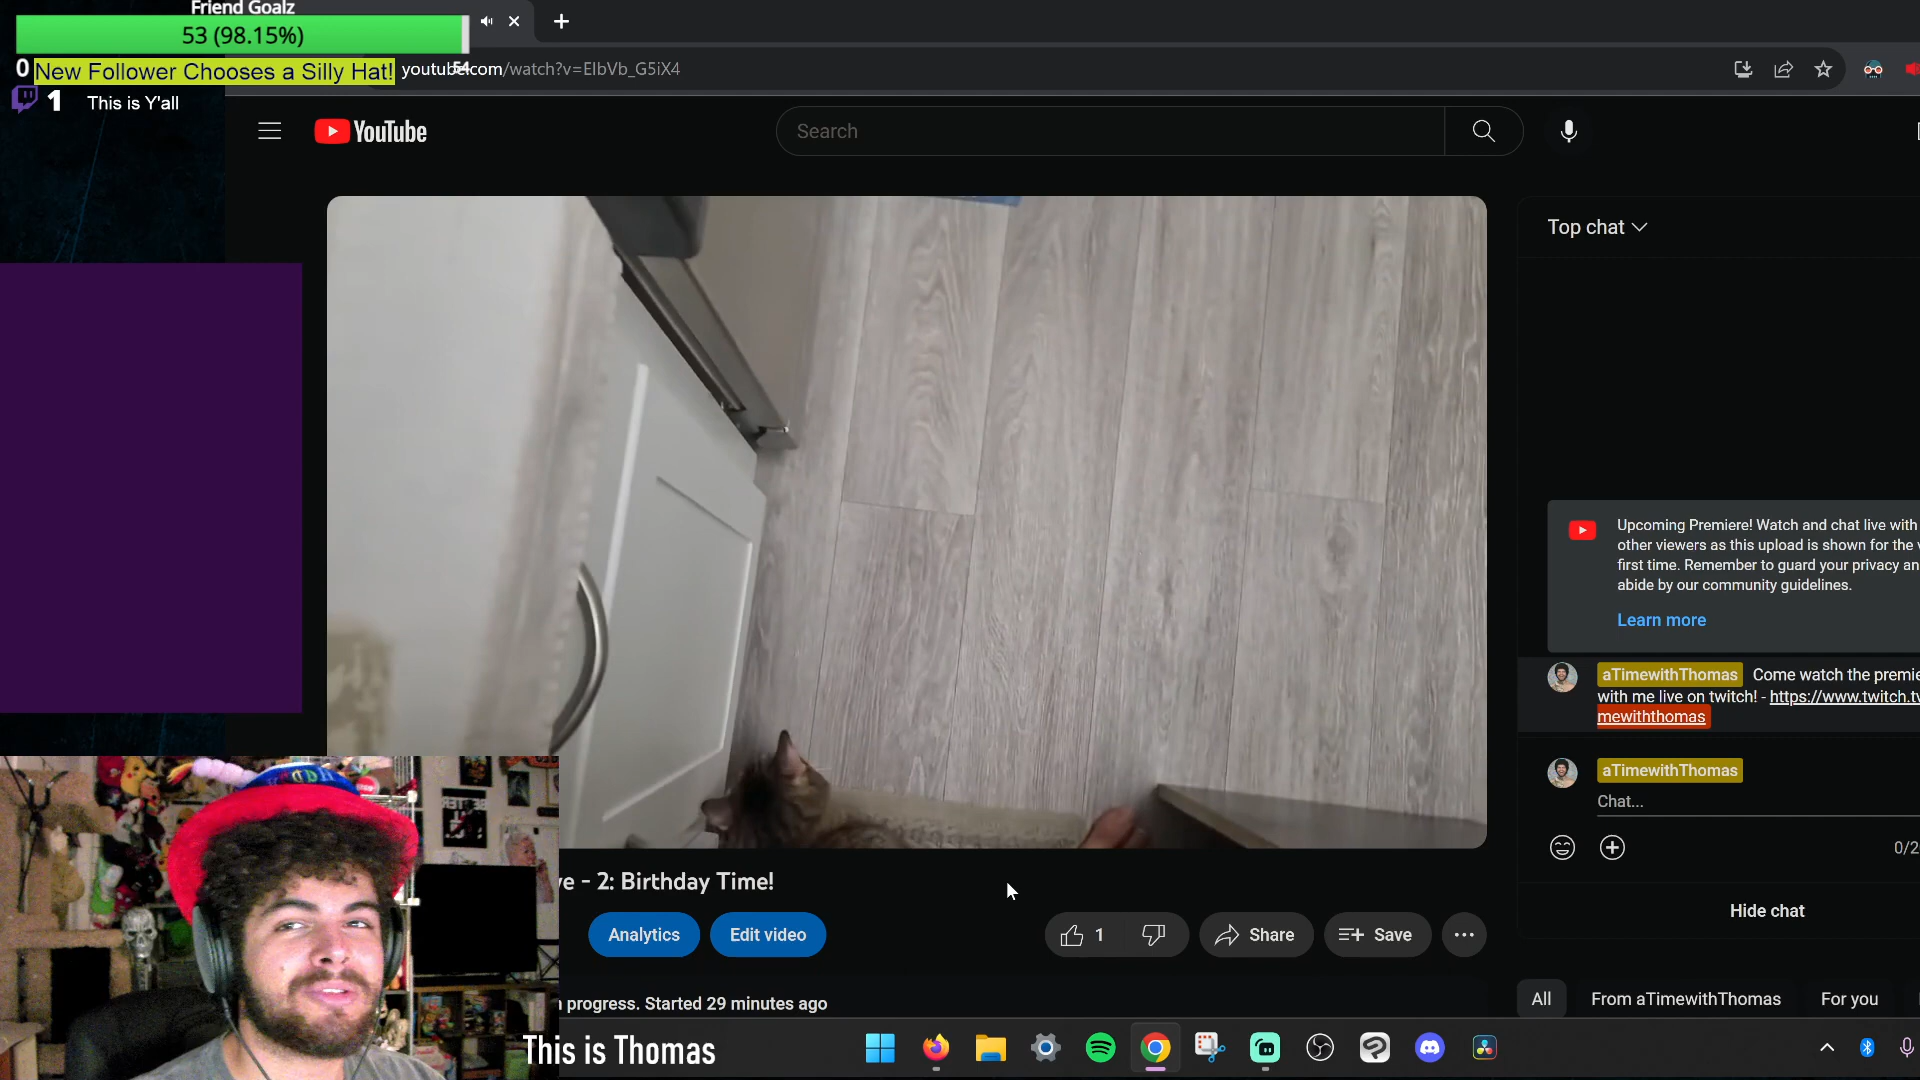 Friend Goalz
53 (98.15%)
0
54
New Follower Chooses a Silly Hat!
youtube.com/watch?v=ElbVb_G5iX4
1 This is Y'all
YouTube
Search
Top chat
Upcoming Premiere! Watch and chat live with
other viewers as this upload is shown for the v
first time. Remember to guard your privacy an
abide by our community guidelines.
Learn more
aTimewithThomas Come watch the premie
with me live on twitch! - https://www.twitch.tv
mewiththomas
aTimewithThomas
Chat...
0/2
Hide chat
ve - 2: Birthday Time!
Analytics
Edit video
1
Share
Save
n progress. Started 29 minutes ago
All
From aTimewithThomas
For you
This is Thomas